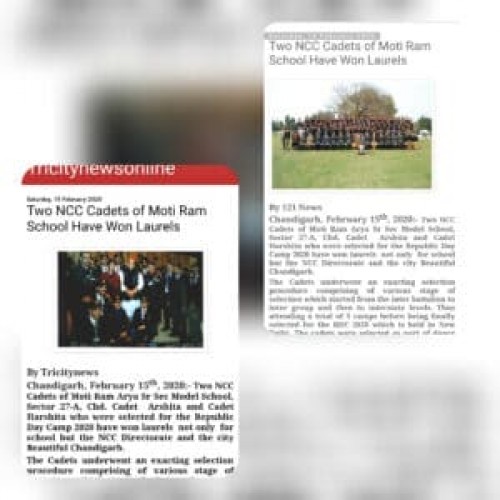 Tricitynewsonline
Saturday, 15 February 2020
Two NCC Cadets of Moti Ram
School Have Won Laurels
By Tricitynews
Chandigarh, February 15th, 2020:- Two NCC
Cadets of Moti Ram Arya Sr Sec Model School,
Sector 27-A, Chd. Cadet Arshita and Cadet
Harshita who were selected for the Republic
Day Camp 2020 have won laurels not only for
school but the NCC Directorate and the city
Beautiful Chandigarh.
The Cadets underwent an exacting selection
procedure comprising of various stage of
Saturday, 15 February 2020
Two NCC Cadets of Moti Ram
School Have Won Laurels
By 121 News
Chandigarh, February 15th, 2020:- Two NCC
Cadets of Moti Ram Arya Sr Sec Model School,
Sector 27-A, Chd. Cadet Arshita and Cadet
Harshita who were selected for the Republic Day
Camp 2020 have won laurels not only for school
but the NCC Directorate and the city Beautiful
Chandigarh.
The Cadets underwent an exacting selection
procedure comprising of various stage of
selection which started from the inter battalion to
inter group and then to interstate levels. They
attending a total of 5 camps before being finally
selected for the RDC 2020 which is held in New
Delhi. The cadets were selected as part of